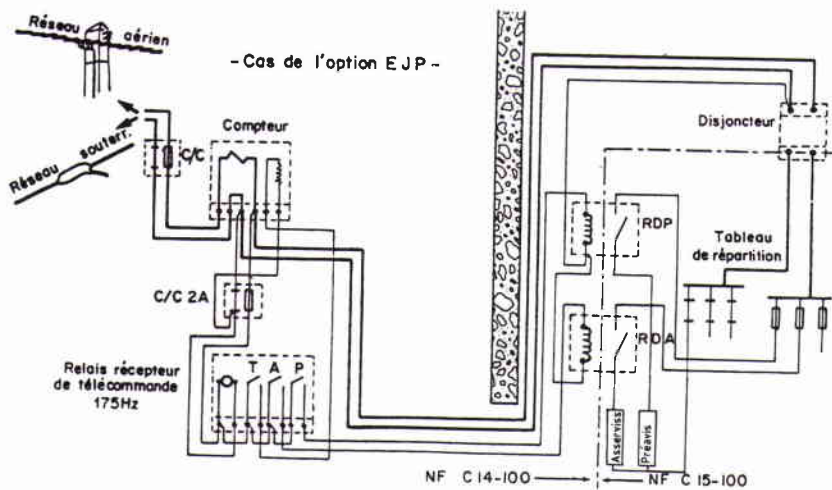 Réseau aérien
- Cas de l'option EJP -
Compteur
C/C
Réseau souterr.
Disjoncteur
RDP
Tableau
de répartition
C/C 2A
RDA
Relais récepteur
de télécommande
175Hz
T A P
Asserviss
Préavis
NF C 14-100
NF C 15-100